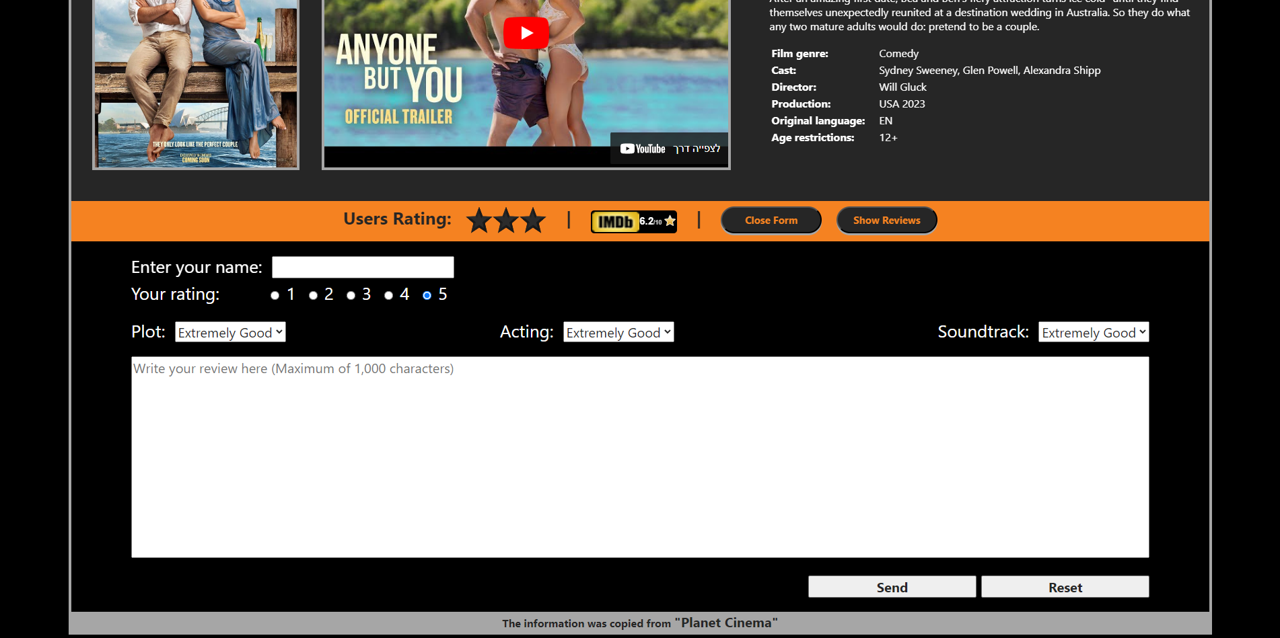 themselves unexpectedly reunited at a destination wedding in Australia. So they do what
any two mature adults would do: pretend to be a couple.
ANYONE
BUT YOU
OFFICIAL TRAILER
YouTube לצפייה דרך
THEY ONLY LOOK LIKE THE PERFECT COUPLE
COMING SOON
Film genre: Comedy
Cast: Sydney Sweeney, Glen Powell, Alexandra Shipp
Director: Will Gluck
Production: USA 2023
Original language: EN
Age restrictions: 12+
Users Rating: | IMDb 6.2/10 | Close Form Show Reviews
Enter your name:
Your rating: 1 2 3 4 5
Plot: Extremely Good Acting: Extremely Good Soundtrack: Extremely Good
Write your review here (Maximum of 1,000 characters)
Send Reset
The information was copied from "Planet Cinema"